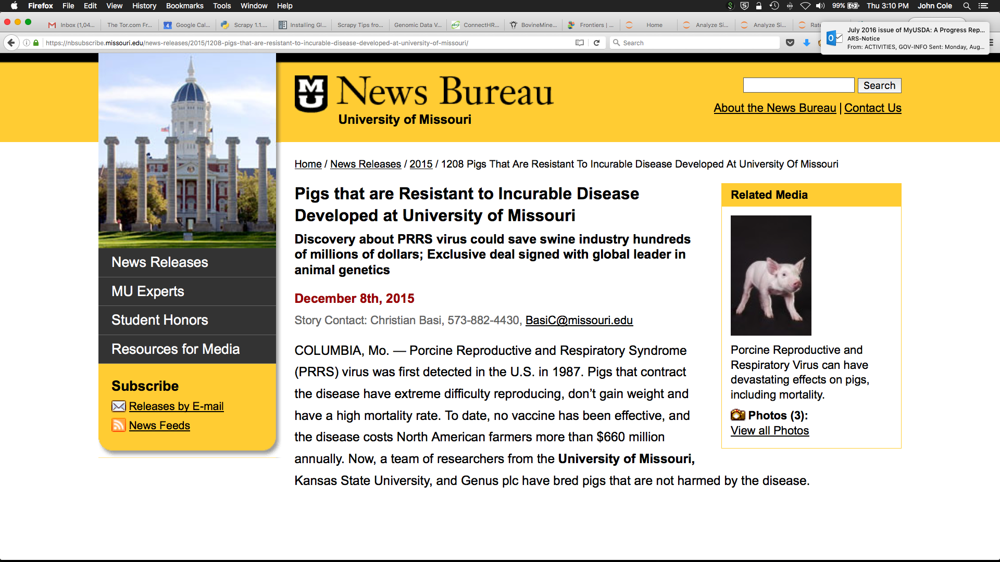 Firefox File Edit View History Bookmarks Tools Window Help
99% Thu 3:10 PM John Cole
Inbox (1,04... The Tor.com Fr... Google Cal... Scrapy 1.1.... Installing Gl... Scrapy Tips fro... Genomic Data V... ConnectHR... BovineMine... Frontiers | ... Home Analyze Si... Analyze Si... Rate
July 2016 issue of MyUSDA: A Progress Rep...
ARS-Notice
From: ACTIVITIES, GOV-INFO Sent: Monday, Aug...
https://nbsubscribe.missouri.edu/news-releases/2015/1208-pigs-that-are-resistant-to-incurable-disease-developed-at-university-of-missouri/
Search
MU
News Bureau
University of Missouri
Search
About the News Bureau | Contact Us
Home / News Releases / 2015 / 1208 Pigs That Are Resistant To Incurable Disease Developed At University Of Missouri
Pigs that are Resistant to Incurable Disease
Developed at University of Missouri
Discovery about PRRS virus could save swine industry hundreds
of millions of dollars; Exclusive deal signed with global leader in
animal genetics
December 8th, 2015
Story Contact: Christian Basi, 573-882-4430, BasiC@missouri.edu
COLUMBIA, Mo. — Porcine Reproductive and Respiratory Syndrome
(PRRS) virus was first detected in the U.S. in 1987. Pigs that contract
the disease have extreme difficulty reproducing, don’t gain weight and
have a high mortality rate. To date, no vaccine has been effective, and
the disease costs North American farmers more than $660 million
annually. Now, a team of researchers from the University of Missouri,
Kansas State University, and Genus plc have bred pigs that are not harmed by the disease.
Related Media
Porcine Reproductive and
Respiratory Virus can have
devastating effects on pigs,
including mortality.
Photos (3):
View all Photos
News Releases
MU Experts
Student Honors
Resources for Media
Subscribe
Releases by E-mail
News Feeds